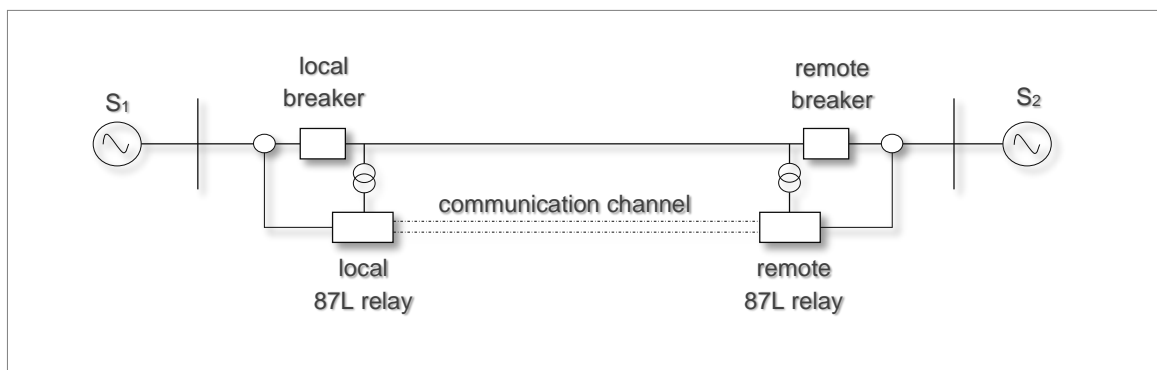 local
breaker
remote
breaker
S1
S2
communication channel
local
87L relay
remote
87L relay